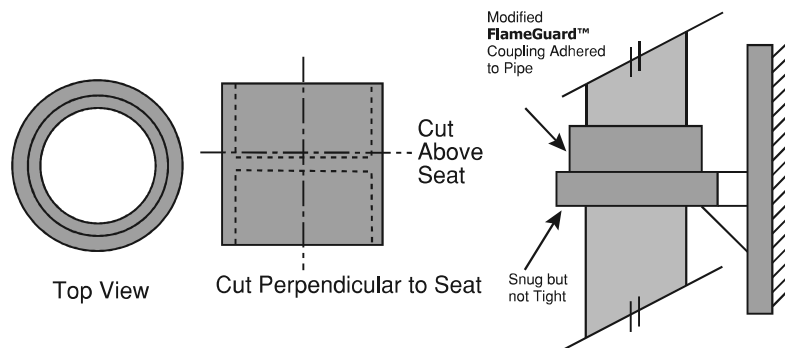 Top View
Cut
Above
Seat
Cut Perpendicular to Seat
Modified
FlameGuard™
Coupling Adhered
to Pipe
Snug but
not Tight